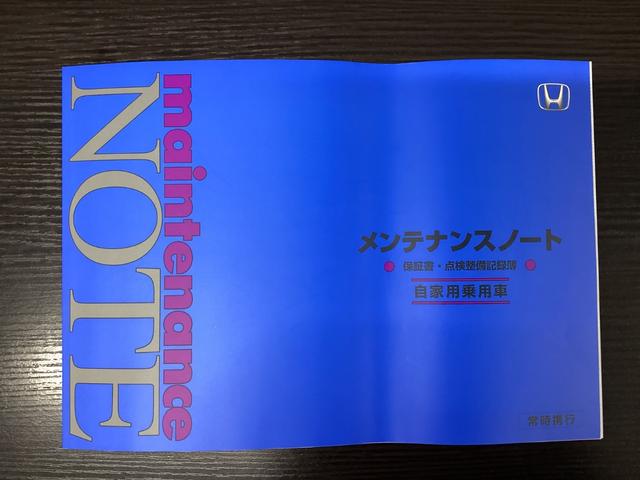 maintenance
NOTE
メンテナンスノート
保証書・点検整備記録簿
自家用乗用車
常時携行